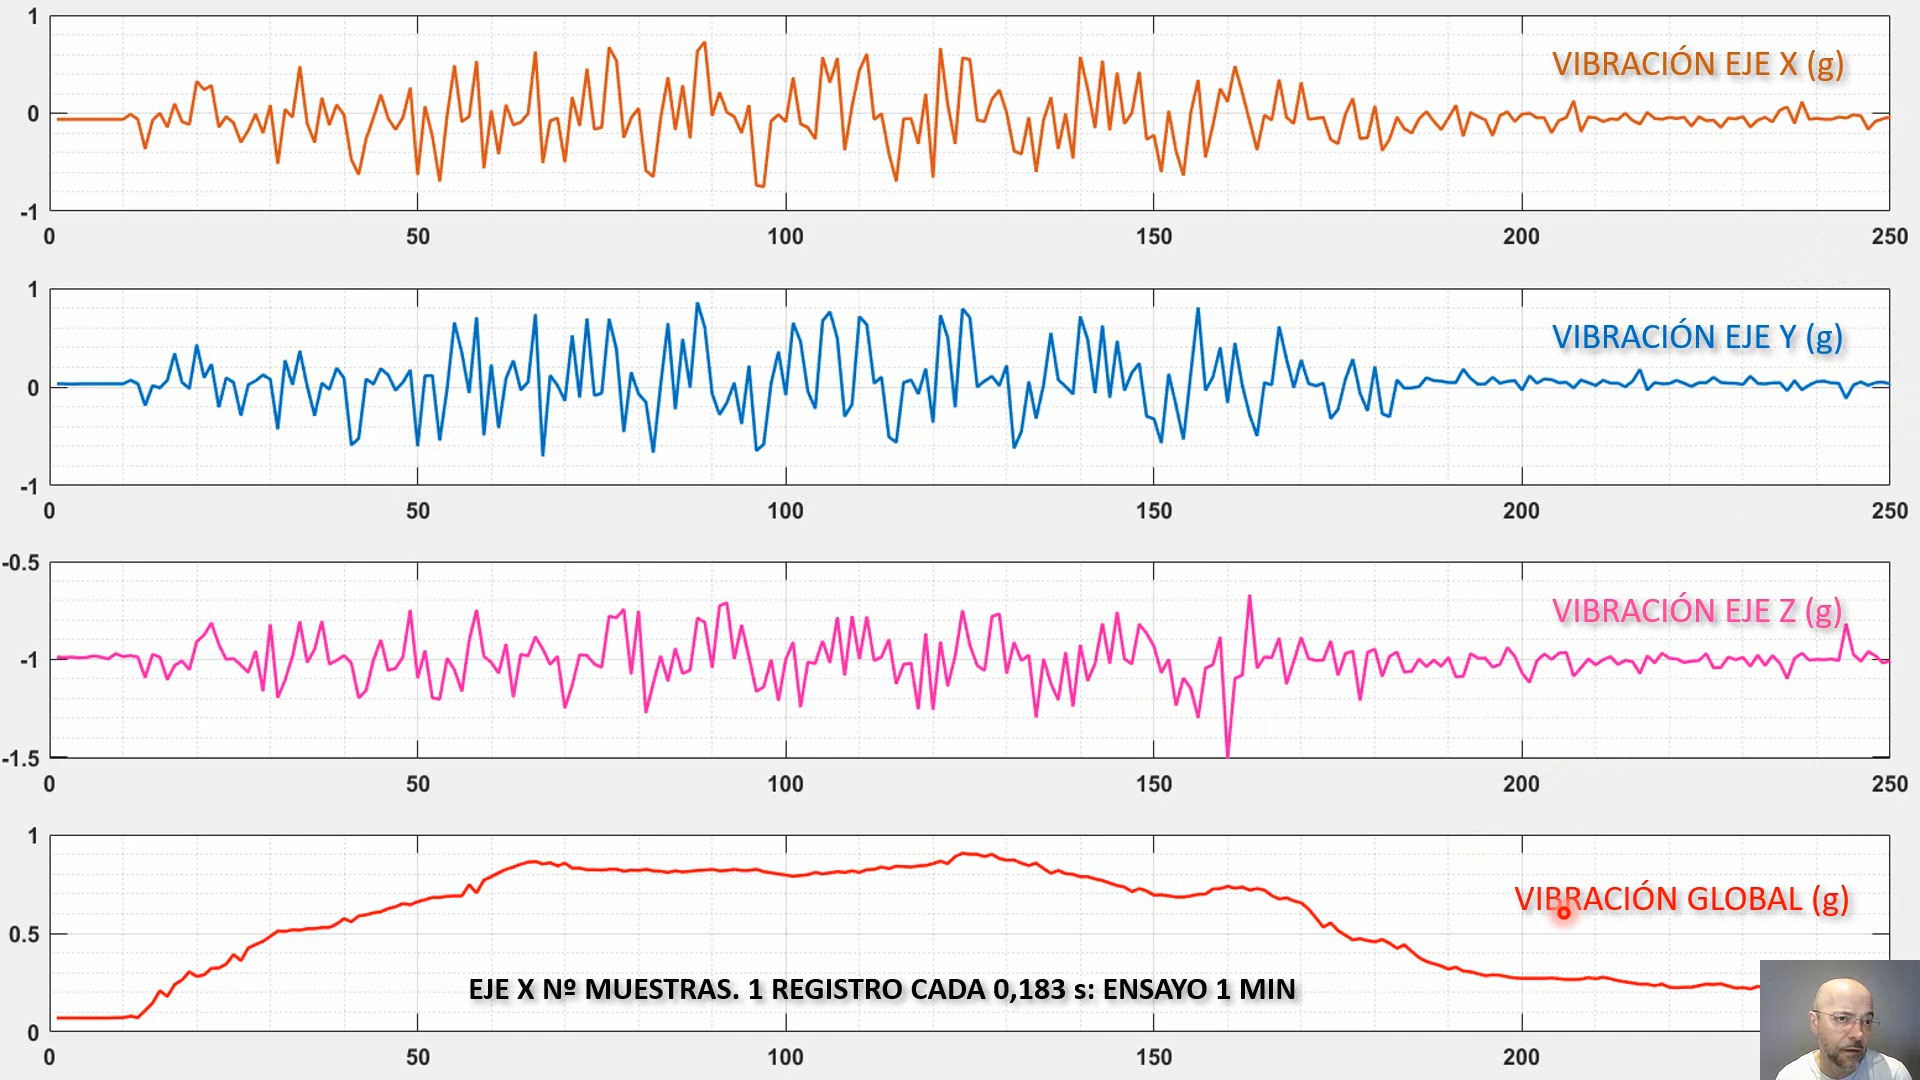 1
VIBRACIÓN EJE X (g)
0
-1
0 50 100 150 200 250
1
VIBRACIÓN EJE Y (g)
0
-1
0 50 100 150 200 250
-0.5
VIBRACIÓN EJE Z (g)
-1
-1.5
0 50 100 150 200 250
1
VIBRACIÓN GLOBAL (g)
0.5
EJE X Nº MUESTRAS. 1 REGISTRO CADA 0,183 s: ENSAYO 1 MIN
0
0 50 100 150 200